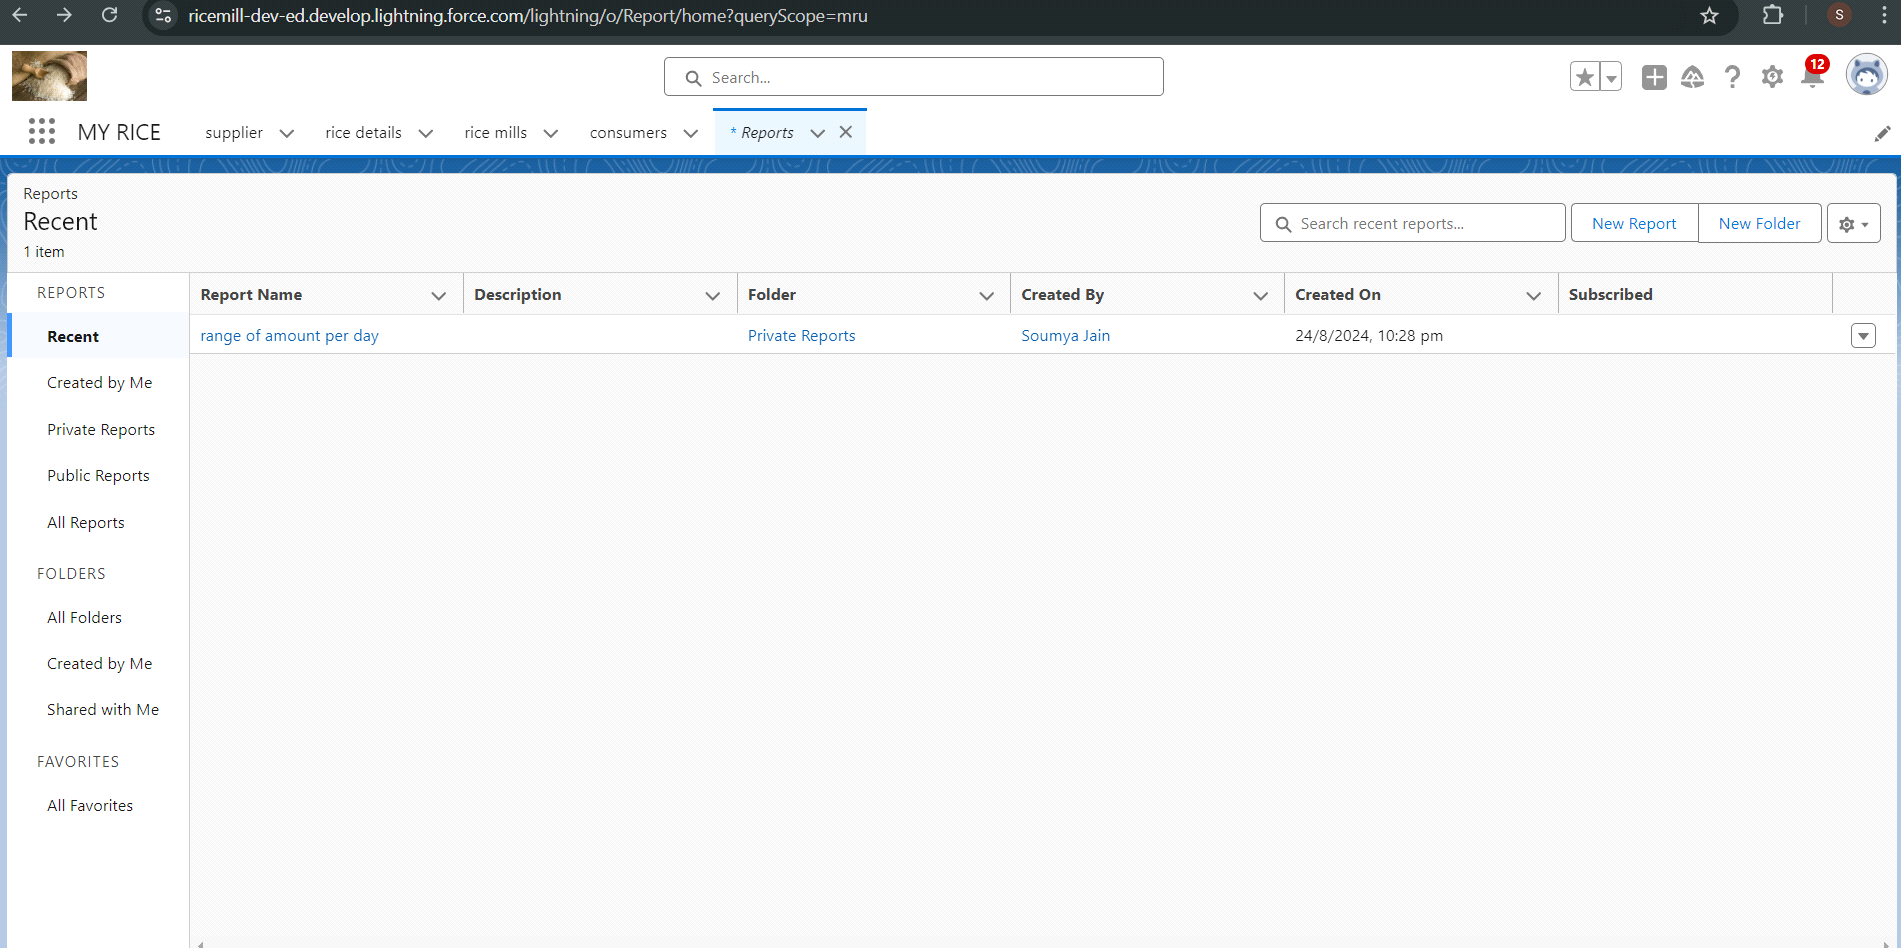 ricemill-dev-ed.develop.lightning.force.com/lightning/o/Report/home?queryScope=mru
S
Search...
12
MY RICE
supplier
rice details
rice mills
consumers
* Reports
Reports
Recent
1 item
Search recent reports...
New Report
New Folder
REPORTS
Report Name
Description
Folder
Created By
Created On
Subscribed
Recent
range of amount per day
Private Reports
Soumya Jain
24/8/2024, 10:28 pm
Created by Me
Private Reports
Public Reports
All Reports
FOLDERS
All Folders
Created by Me
Shared with Me
FAVORITES
All Favorites